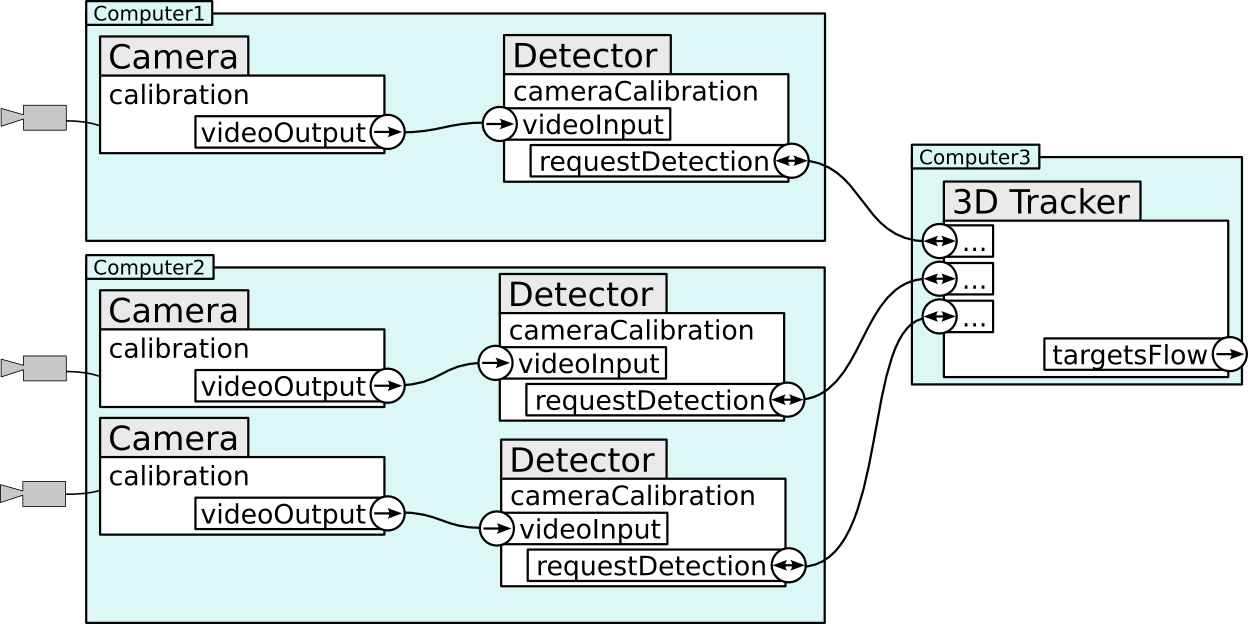 Computer1
Camera
calibration
videoOutput
Detector
cameraCalibration
videoInput
requestDetection
Computer2
Camera
calibration
videoOutput
Detector
cameraCalibration
videoInput
requestDetection
Camera
calibration
videoOutput
Detector
cameraCalibration
videoInput
requestDetection
Computer3
3D Tracker
...
...
...
targetsFlow